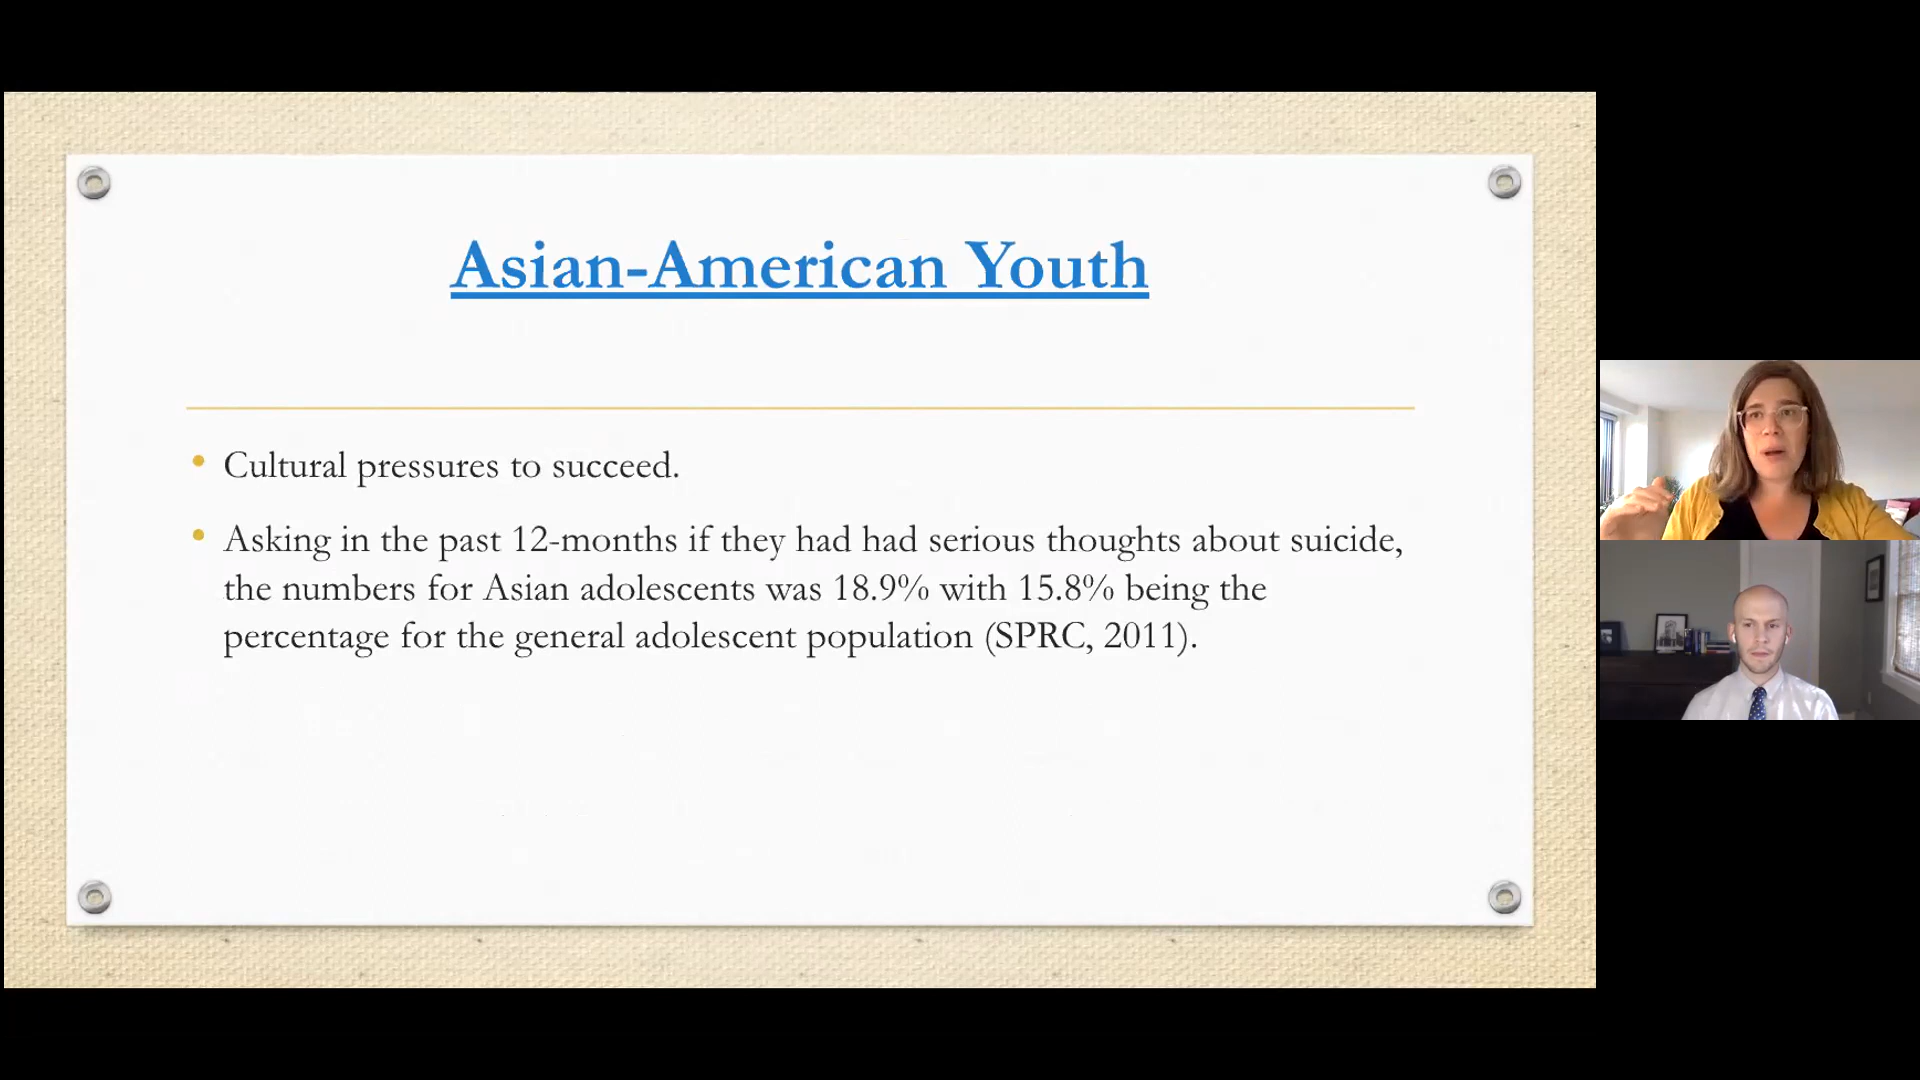 Asian-American Youth
Cultural pressures to succeed.
Asking in the past 12-months if they had had serious thoughts about suicide,
the numbers for Asian adolescents was 18.9% with 15.8% being the
percentage for the general adolescent population (SPRC, 2011).